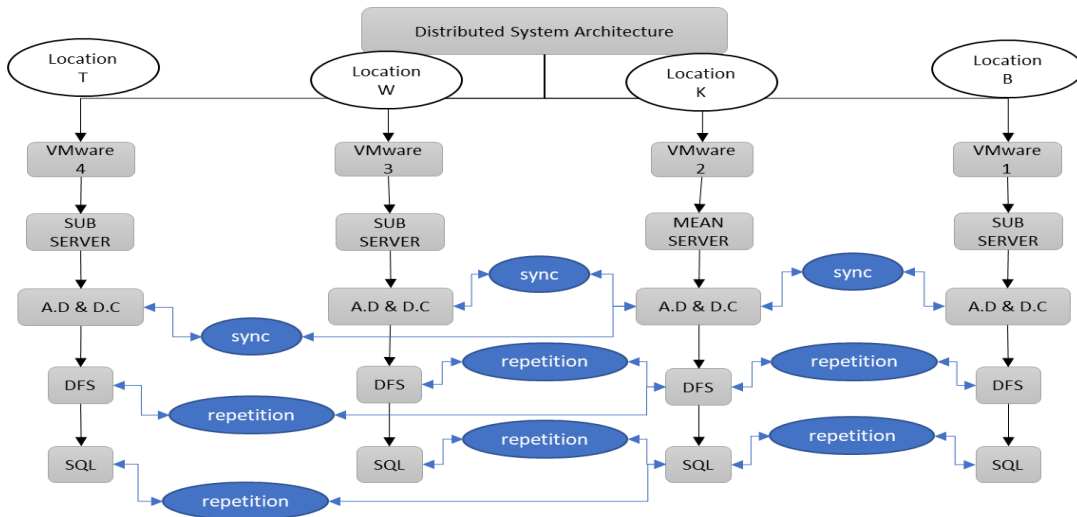 Distributed System Architecture
Location
T
Location
W
Location
K
Location
B
VMware
4
VMware
3
VMware
2
VMware
1
SUB
SERVER
SUB
SERVER
MEAN
SERVER
SUB
SERVER
sync
sync
A.D & D.C
A.D & D.C
A.D & D.C
A.D & D.C
sync
repetition
repetition
DFS
DFS
DFS
DFS
repetition
repetition
repetition
SQL
SQL
SQL
SQL
repetition